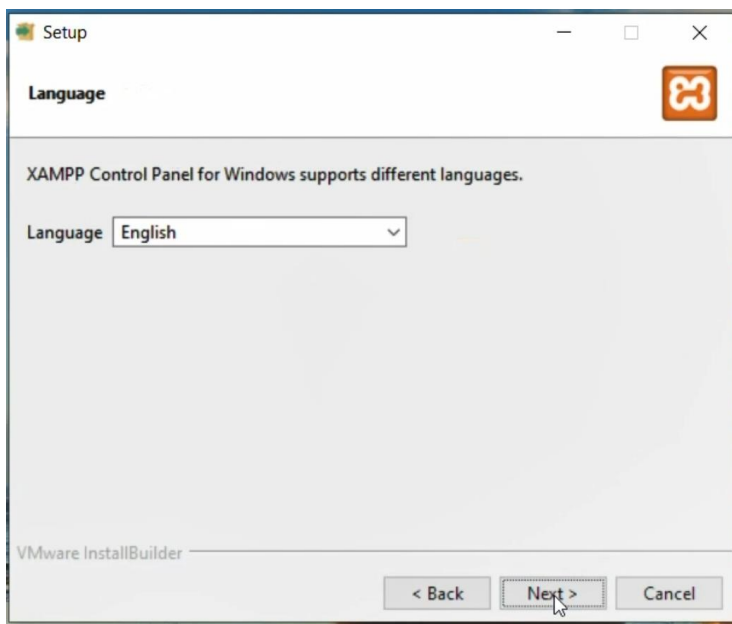 Setup
Language
XAMPP Control Panel for Windows supports different languages.
Language English
VMware InstallBuilder
< Back Next > Cancel